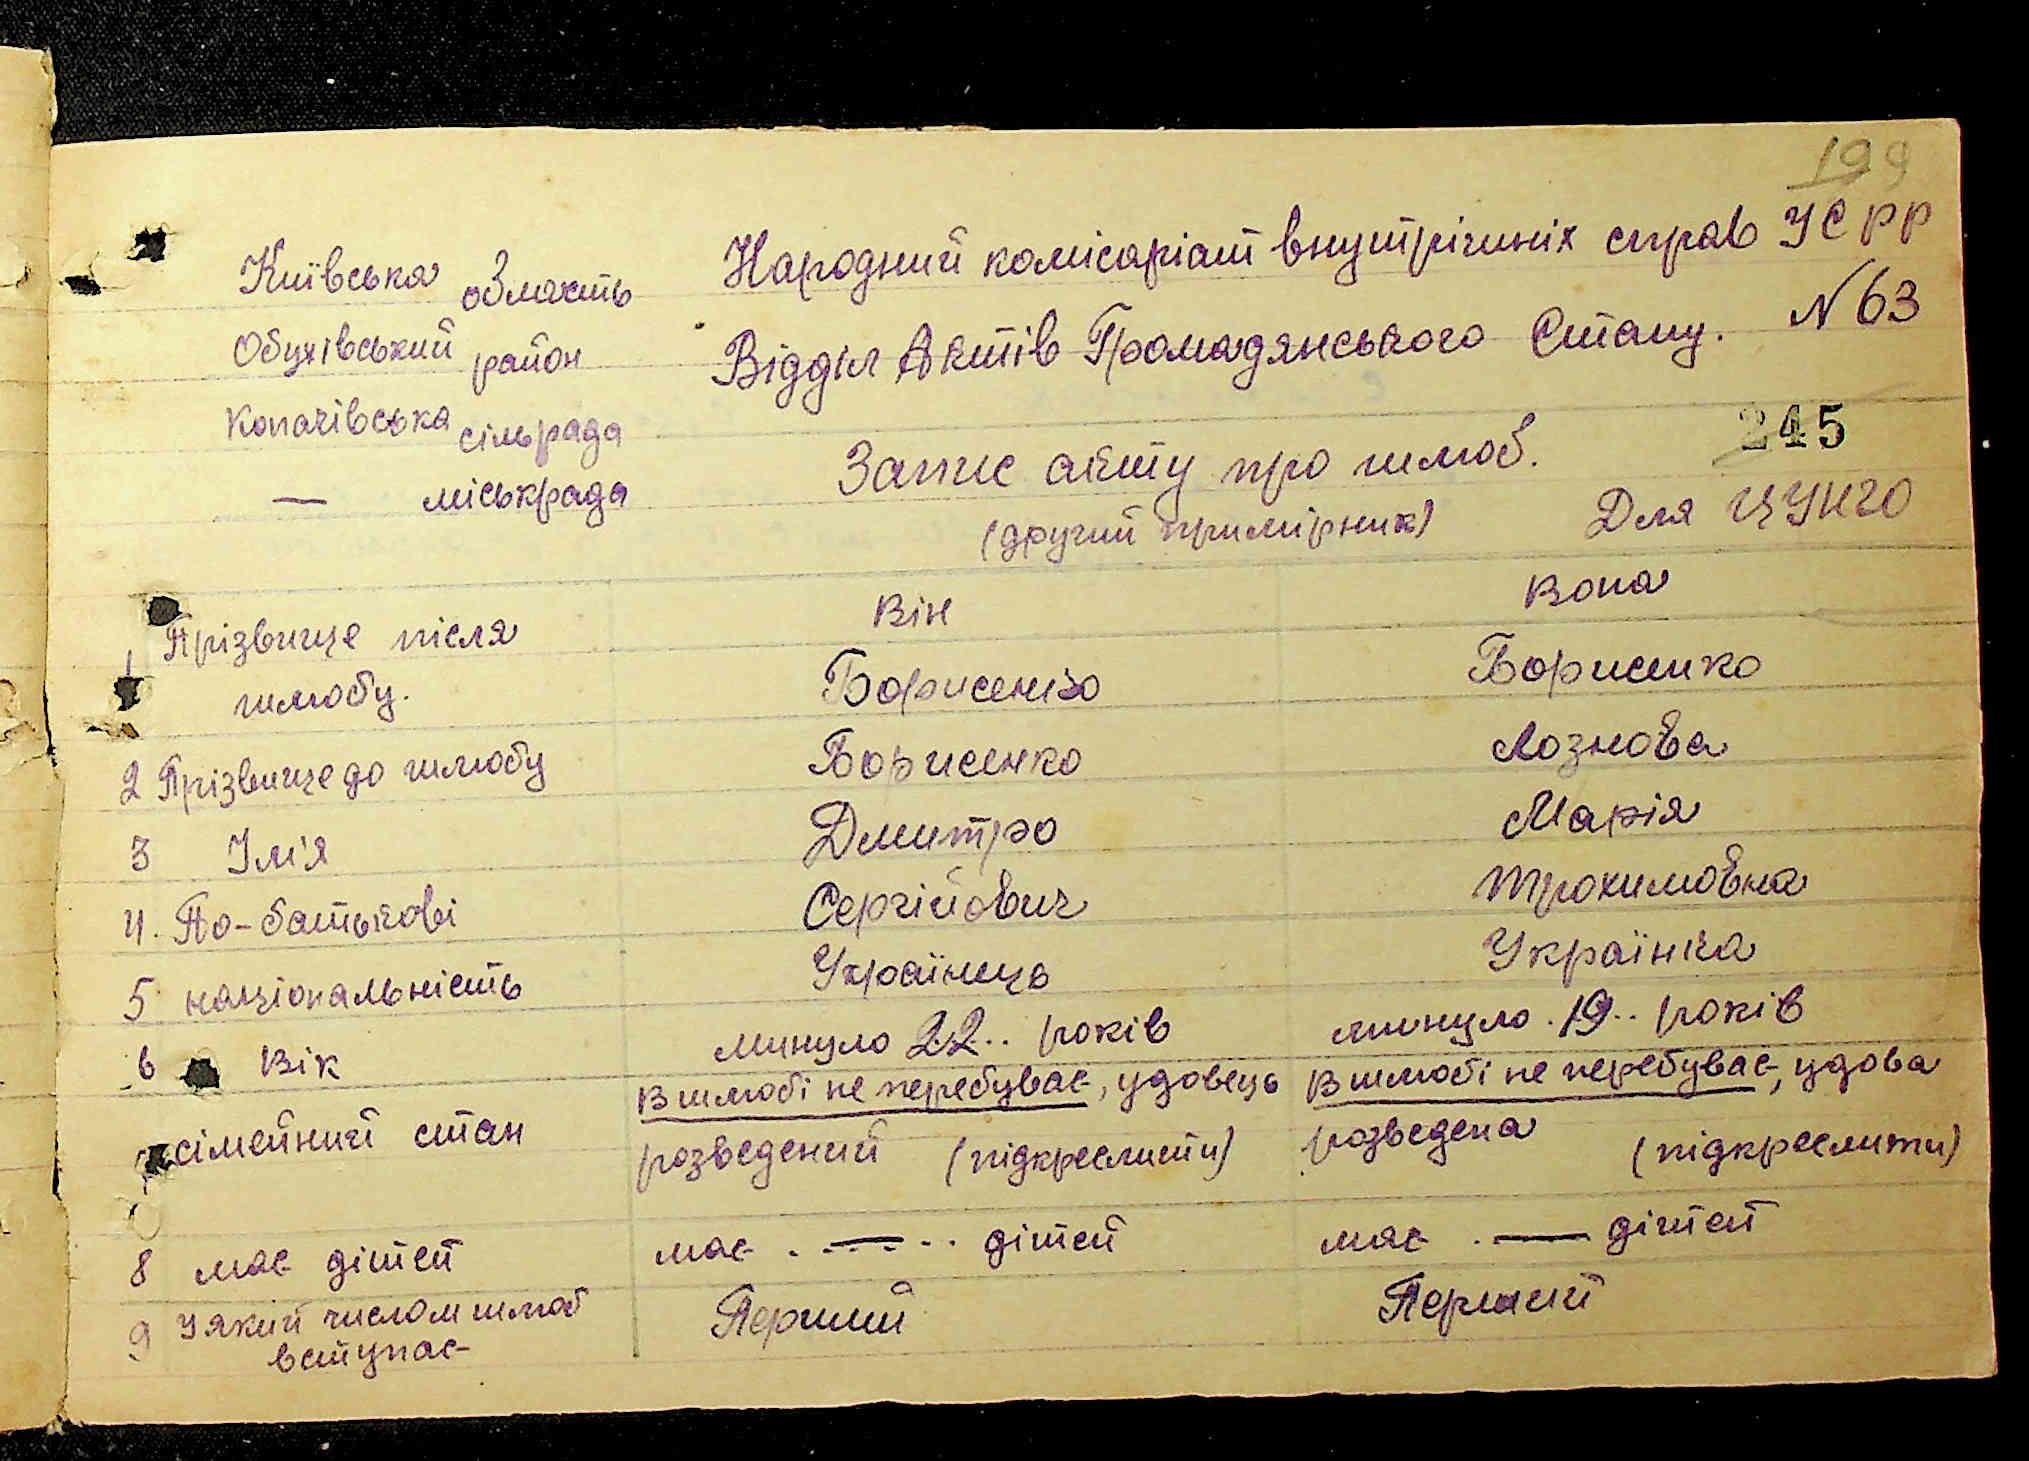 199
Київська область Народний комісаріат внутрішніх справ УСРР
Обухівський район Відділ Актів Громадянського Стану. N 63
Копачівська сільрада
245
Запис акту про шлюб.
— міськрада
(другий примірник) Для ЦУНГО
Він Вона
1 Прізвище після
шлюбу. Борисенко Борисенко
2 Прізвище до шлюбу Борисенко Лознова
3 Ім'я Дмитро Марія
4. По-батькові Сергійович Трохимовна
5 національність Українець Українка
6 Вік минуло 22.. років минуло .19.. років
В шлюбі не перебуває, удовець В шлюбі не перебуває, удова
сімейний стан розведений (підкреслити) розведена (підкреслити)
8 має дітей має . — .. дітей має . — дітей
9 У який числом шлюб Перший Перший
вступає